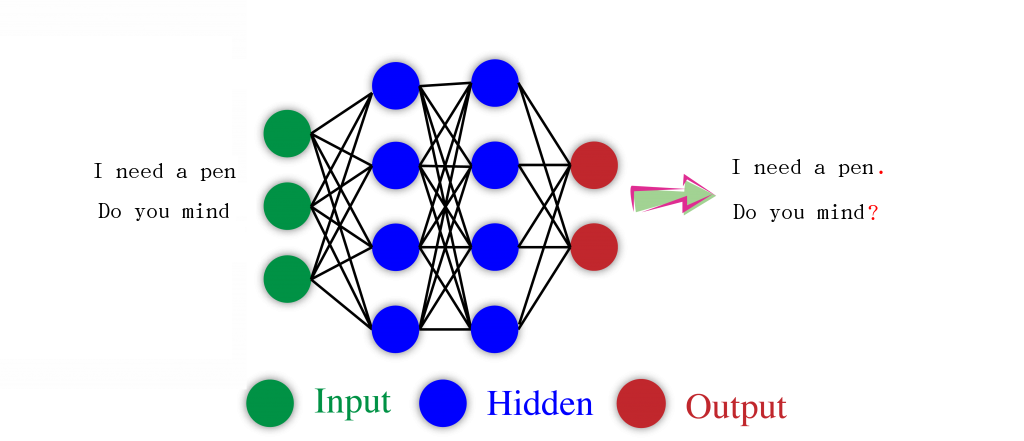 I need a pen
Do you mind
I need a pen.
Do you mind?
Input
Hidden
Output